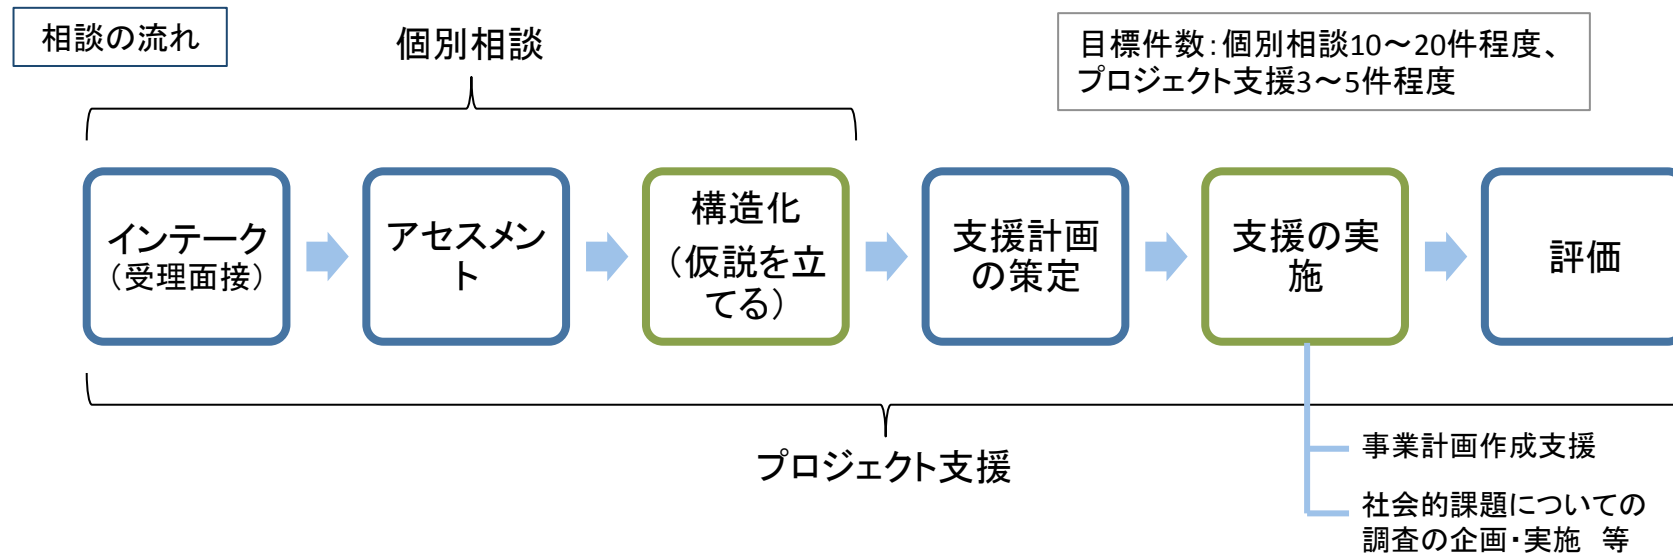 相談の流れ
個別相談
目標件数：個別相談10～20件程度、
プロジェクト支援3～5件程度
インテーク
（受理面接）
アセスメン
ト
構造化
（仮説を立
てる）
支援計画
の策定
支援の実
施
評価
プロジェクト支援
事業計画作成支援
社会的課題についての
調査の企画・実施　等